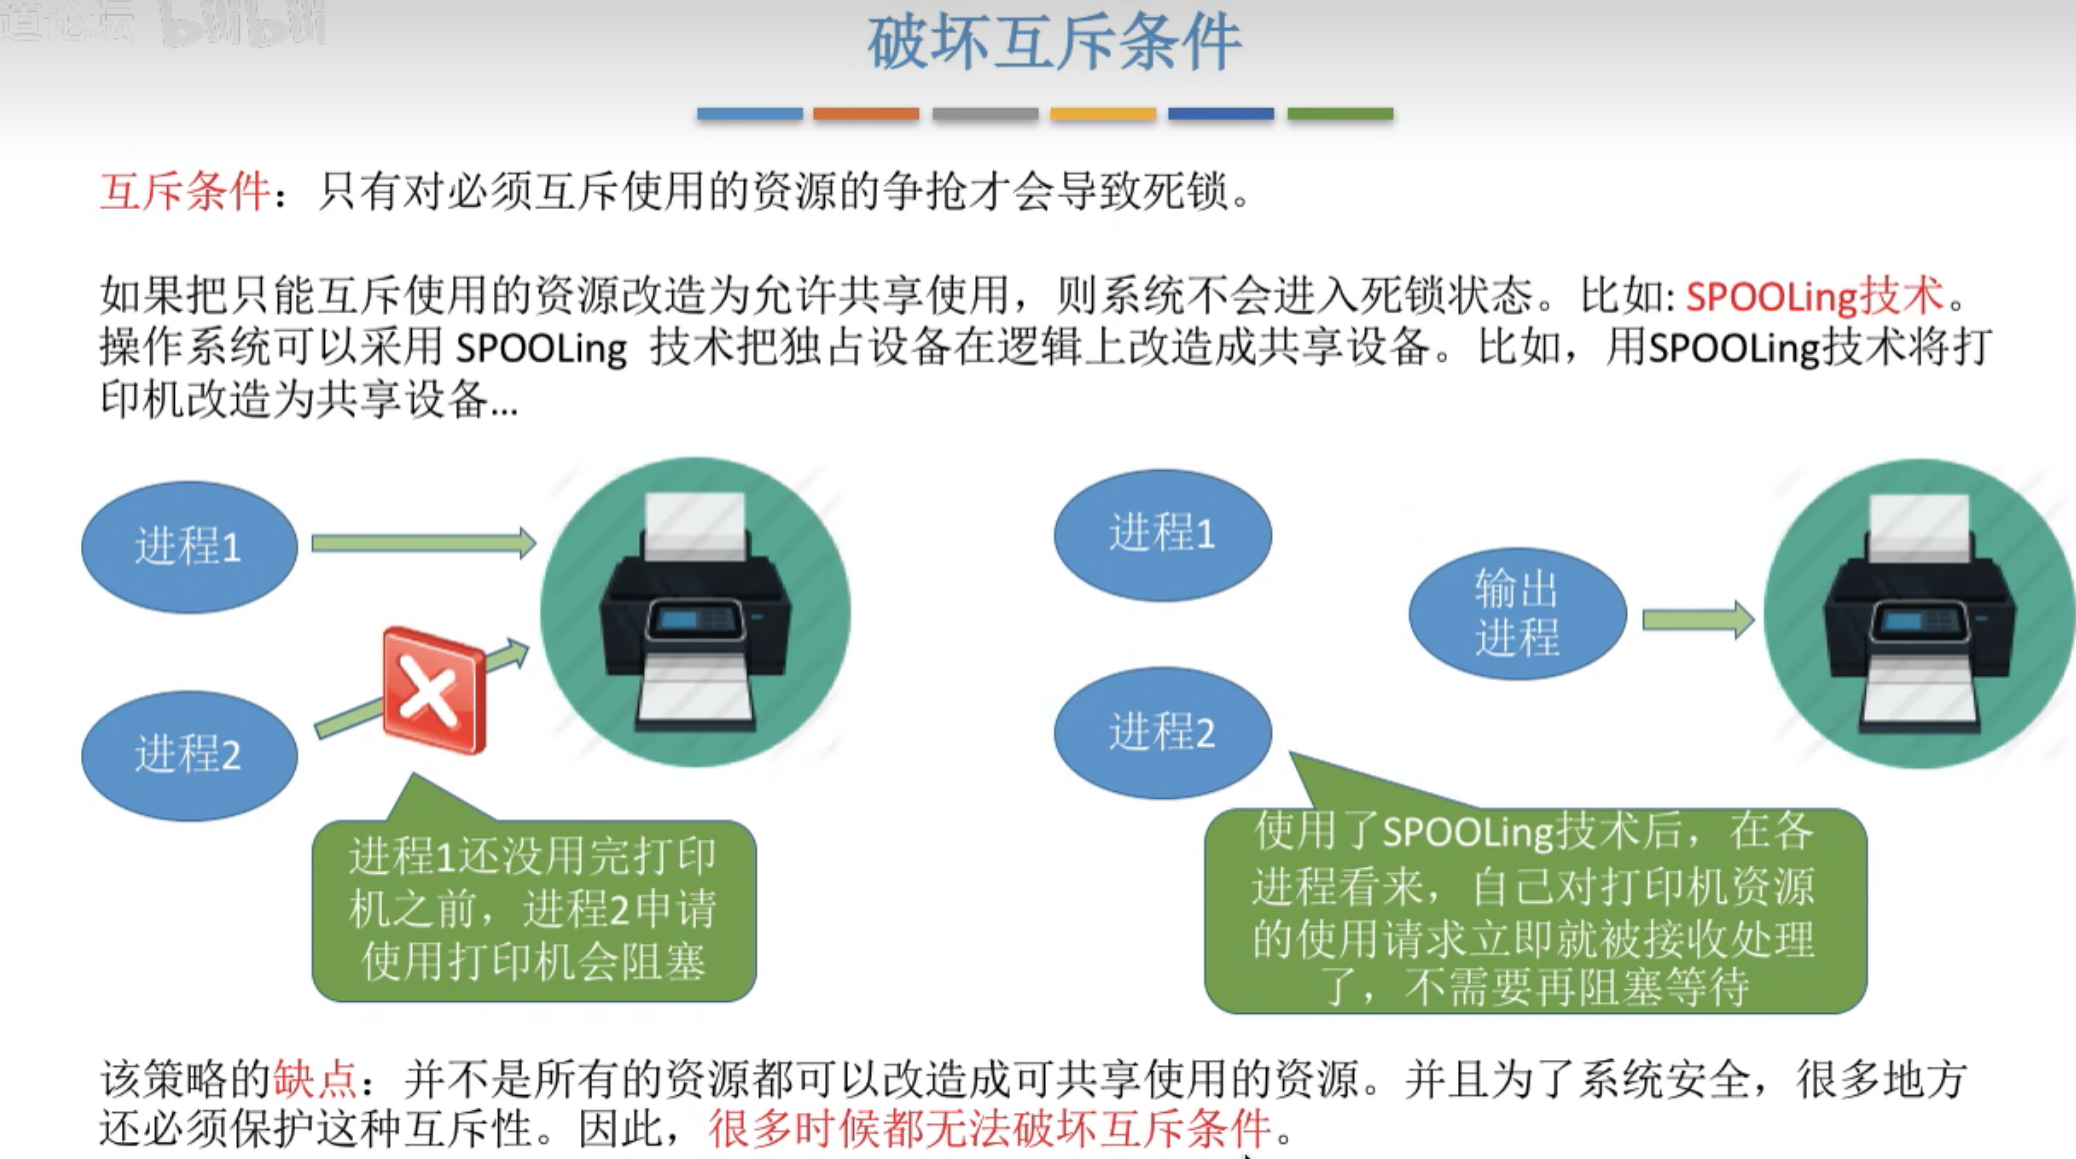 道论坛 bilibili
破坏互斥条件
互斥条件：只有对必须互斥使用的资源的争抢才会导致死锁。
如果把只能互斥使用的资源改造为允许共享使用，则系统不会进入死锁状态。比如: SPOOLing技术。
操作系统可以采用 SPOOLing 技术把独占设备在逻辑上改造成共享设备。比如，用SPOOLing技术将打
印机改造为共享设备...
进程1
进程2
进程1还没用完打印
机之前，进程2申请
使用打印机会阻塞
进程1
进程2
输出
进程
使用了SPOOLing技术后，在各
进程看来，自己对打印机资源
的使用请求立即就被接收处理
了，不需要再阻塞等待
该策略的缺点：并不是所有的资源都可以改造成可共享使用的资源。并且为了系统安全，很多地方
还必须保护这种互斥性。因此，很多时候都无法破坏互斥条件。